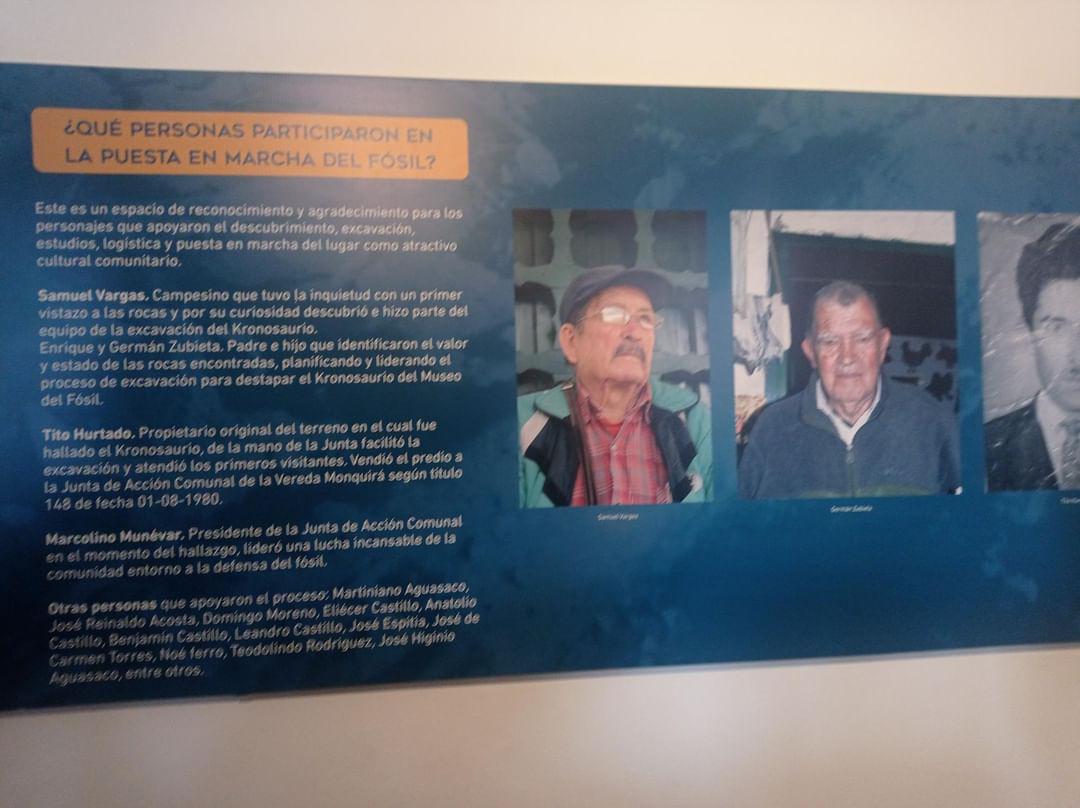 ¿QUÉ PERSONAS PARTICIPARON EN
LA PUESTA EN MARCHA DEL FÓSIL?
Este es un espacio de reconocimiento y agradecimiento para los
personajes que apoyaron el descubrimiento, excavación,
estudios, logística y puesta en marcha del lugar como atractivo
cultural comunitario.
Samuel Vargas. Campesino que tuvo la inquietud con un primer
vistazo a las rocas y por su curiosidad descubrió e hizo parte del
equipo de la excavación del Kronosaurio.
Enrique y Germán Zubieta. Padre e hijo que identificaron el valor
y estado de las rocas encontradas, planificando y liderando el
proceso de excavación para destapar el Kronosaurio del Museo
del Fósil.
Tito Hurtado. Propietario original del terreno en el cual fue
hallado el Kronosaurio, de la mano de la Junta facilitó la
excavación y atendió los primeros visitantes. Vendió el predio a
la Junta de Acción Comunal de la Vereda Monquirá según título
148 de fecha 01-08-1980.
Marcolino Munévar. Presidente de la Junta de Acción Comunal
en el momento del hallazgo, lideró una lucha incansable de la
comunidad entorno a la defensa del fósil.
Otras personas que apoyaron el proceso: Martiniano Aguasaco,
José Reinaldo Acosta, Domingo Moreno, Eliécer Castillo, Anatolio
Castillo, Benjamín Castillo, Leandro Castillo, José Espitia, José de
Carmen Torres, Noé ferro, Teodolindo Rodríguez, José Higinio
Aguasaco, entre otros.
Samuel Vargas
Germán Zubieta